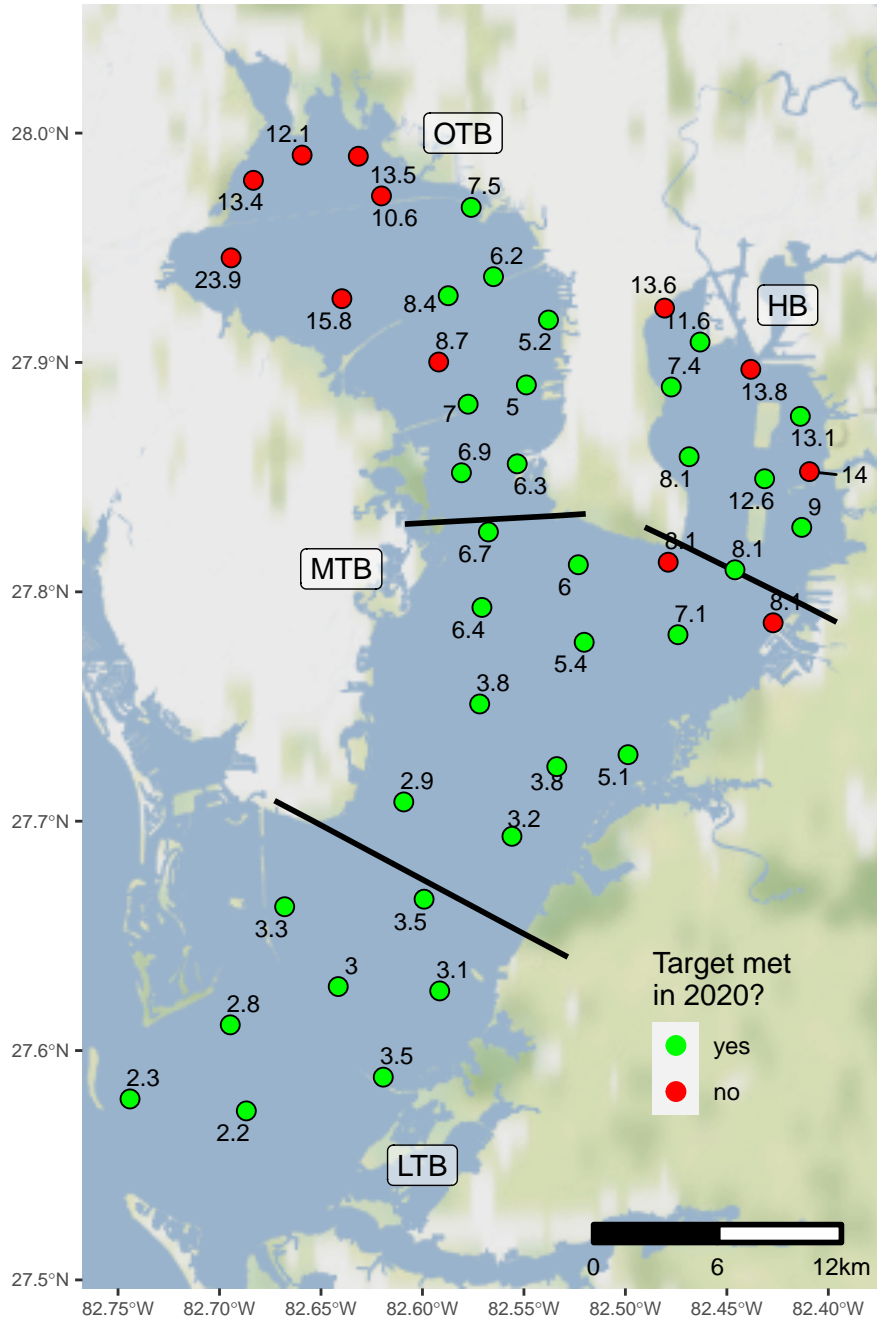 OTB
12.1
28.0°N
13.5
7.5
13.4
10.6
6.2
23.9
13.6
8.4
HB
15.8
5.2
11.6
8.7
27.9°N
7.4
13.8
5
7
13.1
6.9
8.1
14
6.3
12.6
9
8.1
8.1
6.7
MTB
6
27.8°N
8.1
6.4
7.1
5.4
3.8
3.8
5.1
2.9
3.2
27.7°N
3.3
3.5
Target met
in 2020?
3
3.1
2.8
yes
27.6°N
3.5
2.3
no
2.2
LTB
0
6
12km
27.5°N
82.75°W
82.70°W
82.65°W
82.60°W
82.55°W
82.50°W
82.45°W
82.40°W